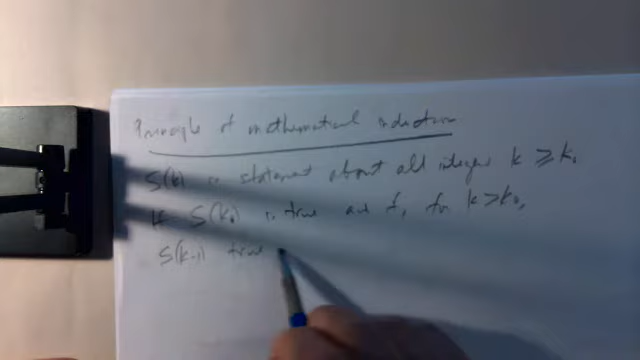 Principle of mathematical induction
S(k) is statement about all integer k ≥ k₀
If S(k₀) is true and if, for k > k₀,
S(k-1) true